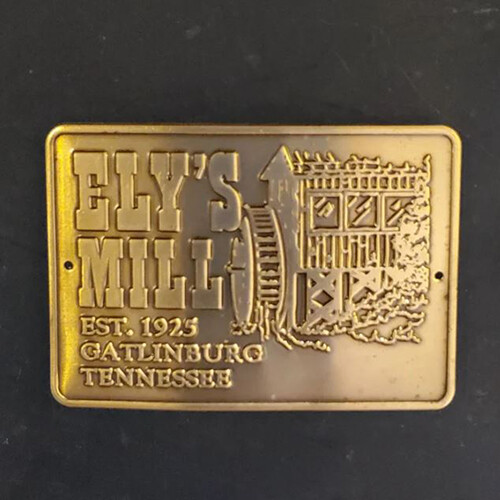 ELY'S
MILL
EST. 1925
GATLINBURG
TENNESSEE